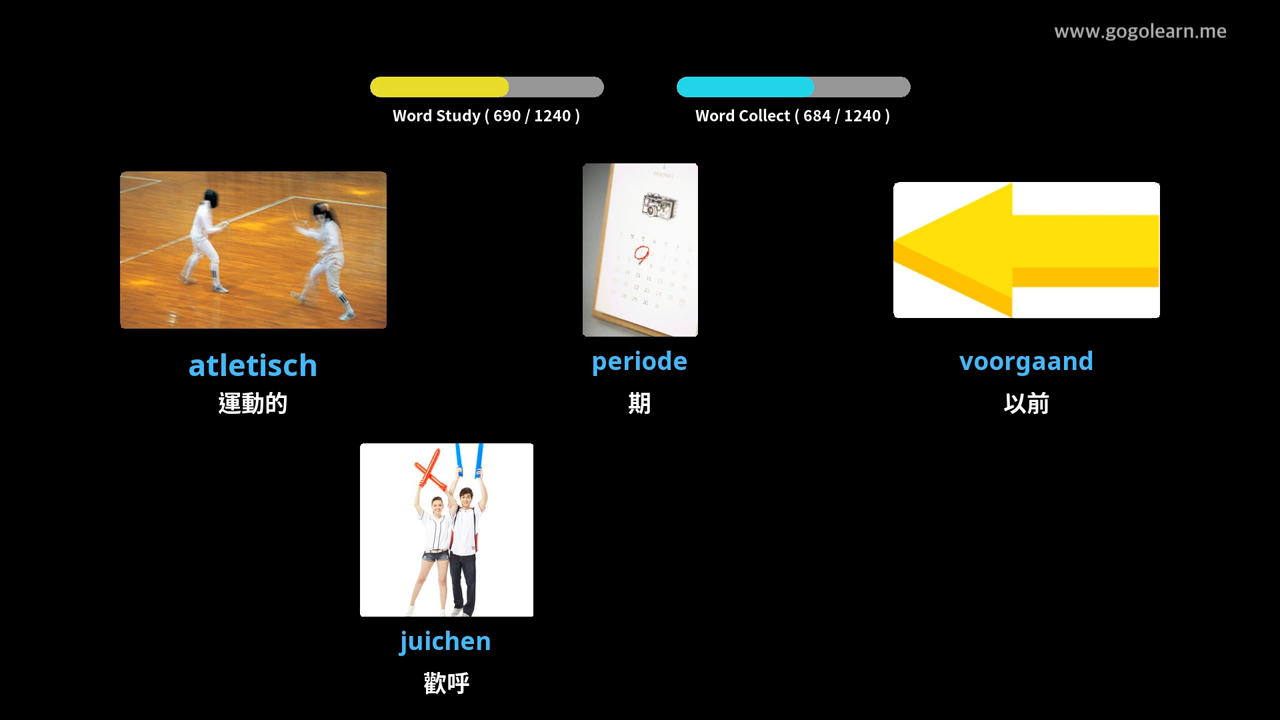 www.gogolearn.me
Word Study ( 690 / 1240 )
Word Collect ( 684 / 1240 )
atletisch
運動的
periode
期
voorgaand
以前
juichen
歡呼